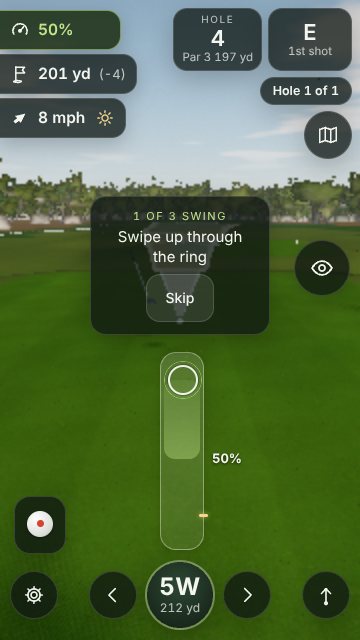 50%
HOLE
4
Par 3 197 yd
E
1st shot
201 yd (-4)
Hole 1 of 1
8 mph
1 OF 3 SWING
Swipe up through
the ring
Skip
50%
5W
212 yd